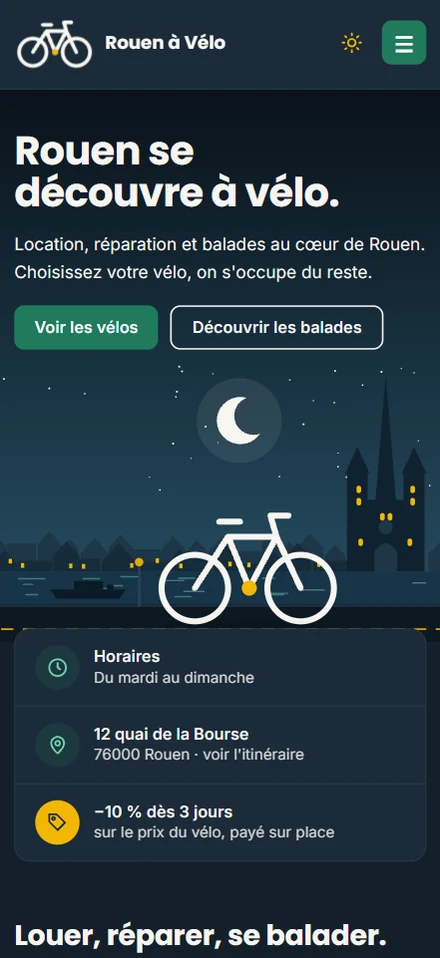 Rouen à Vélo
Rouen se
découvre à vélo.
Location, réparation et balades au cœur de Rouen.
Choisissez votre vélo, on s'occupe du reste.
Voir les vélos
Découvrir les balades
Horaires
Du mardi au dimanche
12 quai de la Bourse
76000 Rouen · voir l'itinéraire
−10 % dès 3 jours
sur le prix du vélo, payé sur place
Louer, réparer, se balader.